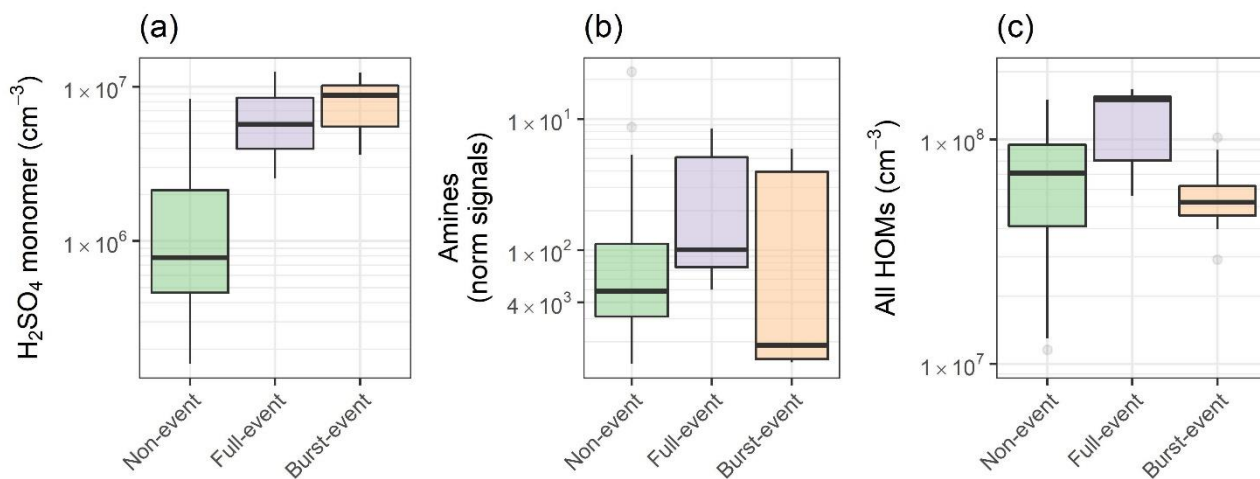 (a)
H₂SO₄ monomer (cm⁻³)
1 × 10⁷
1 × 10⁶
Non-event
Full-event
Burst-event
(b)
Amines
(norm signals)
1 × 10¹
1 × 10²
4 × 10³
Non-event
Full-event
Burst-event
(c)
All HOMs (cm⁻³)
1 × 10⁸
1 × 10⁷
Non-event
Full-event
Burst-event